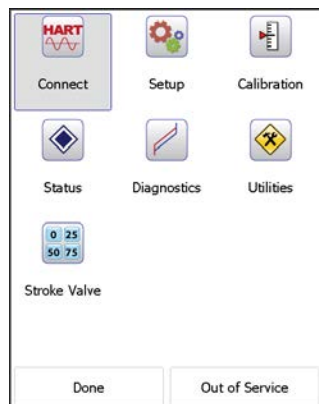 HART
Connect
Setup
Calibration
Status
Diagnostics
Utilities
0 25
50 75
Stroke Valve
Done
Out of Service